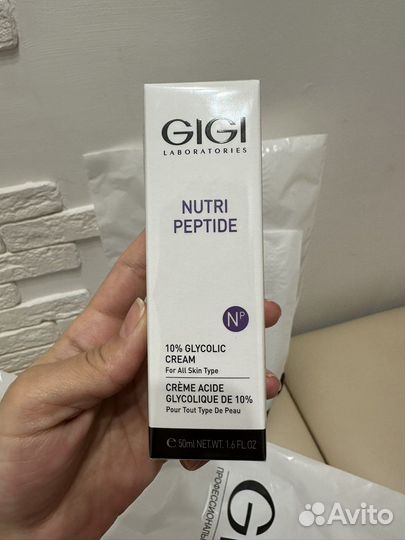 GIGI
LABORATORIES
NUTRI
PEPTIDE
NP
10% GLYCOLIC
CREAM
For All Skin Type
CRÈME ACIDE
GLYCOLIQUE DE 10%
Pour Tout Type De Peau
℮ 50ml NET.WT. 1.6 FL.OZ
GI
Avito